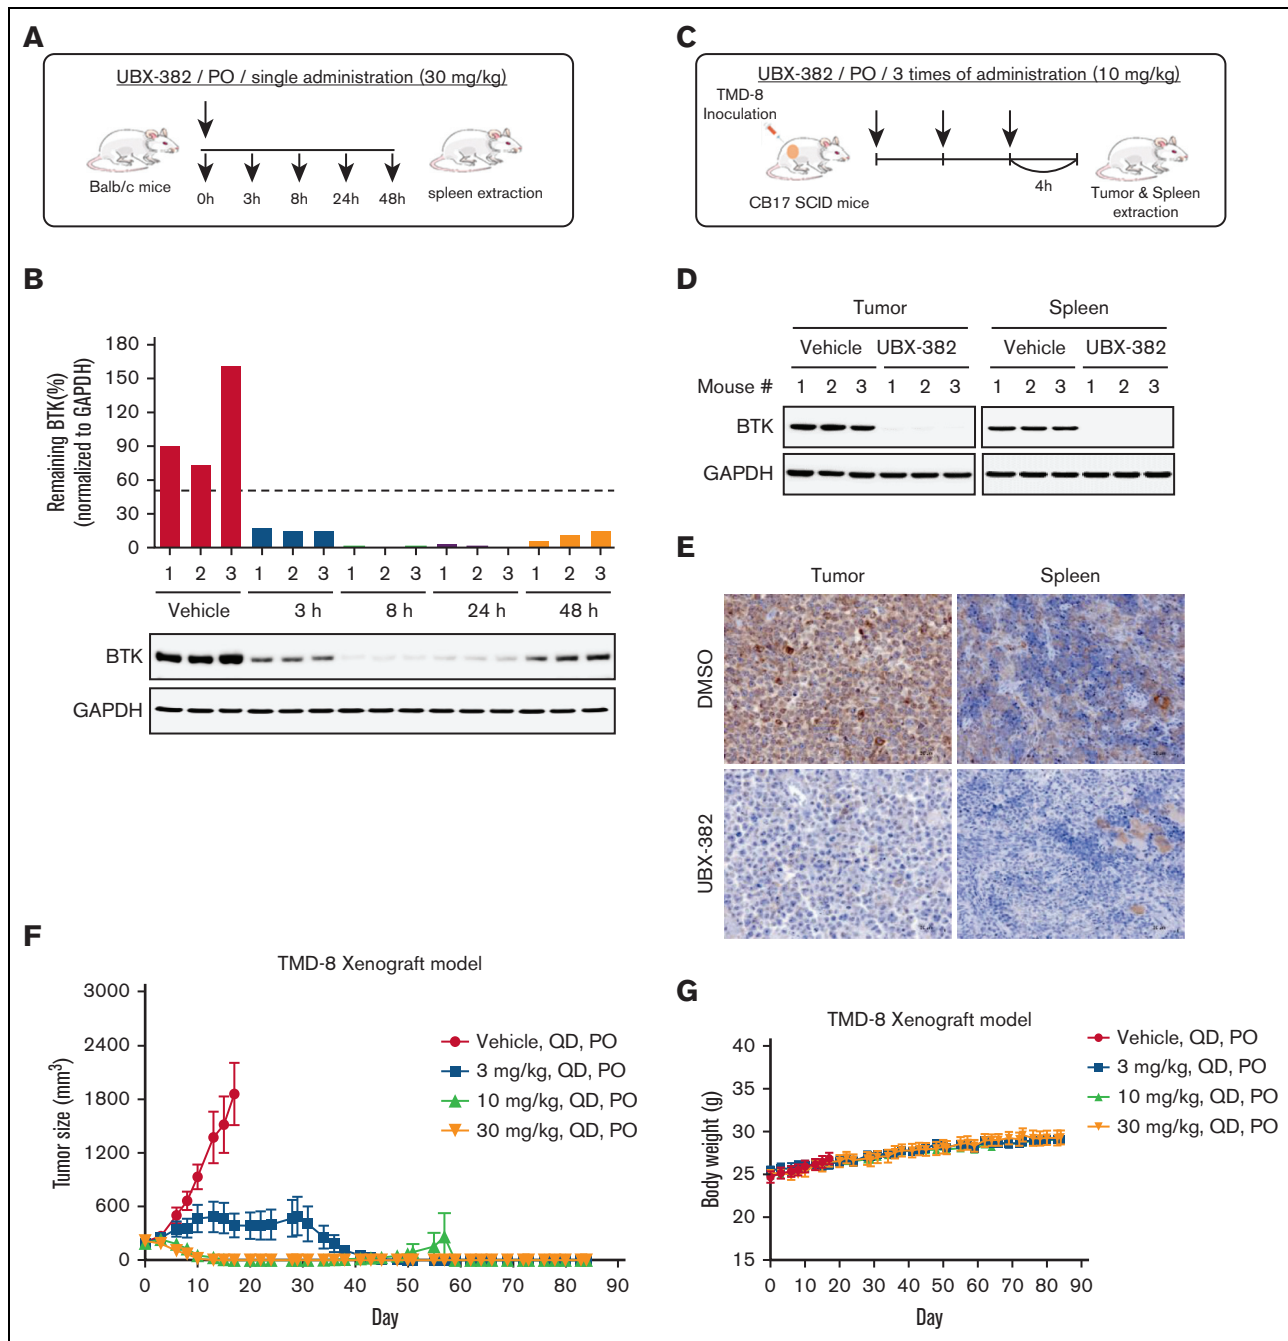 A
UBX-382 / PO / single administration (30 mg/kg)
Balb/c mice
0h 3h 8h 24h 48h
spleen extraction
B
Remaining BTK(%)
(normalized to GAPDH)
180
150
120
90
60
30
0
1 2 3 1 2 3 1 2 3 1 2 3 1 2 3
Vehicle 3 h 8 h 24 h 48 h
BTK
GAPDH
C
UBX-382 / PO / 3 times of administration (10 mg/kg)
TMD-8
Inoculation
CB17 SCID mice
4h
Tumor & Spleen
extraction
D
Tumor Spleen
Vehicle UBX-382 Vehicle UBX-382
Mouse # 1 2 3 1 2 3 1 2 3 1 2 3
BTK
GAPDH
E
Tumor Spleen
DMSO
UBX-382
F
TMD-8 Xenograft model
Tumor size (mm³)
3000
2400
1800
1200
600
0
0 10 20 30 40 50 60 70 80 90
Day
Vehicle, QD, PO
3 mg/kg, QD, PO
10 mg/kg, QD, PO
30 mg/kg, QD, PO
G
TMD-8 Xenograft model
Body weight (g)
40
35
30
25
20
15
0 10 20 30 40 50 60 70 80 90
Day
Vehicle, QD, PO
3 mg/kg, QD, PO
10 mg/kg, QD, PO
30 mg/kg, QD, PO